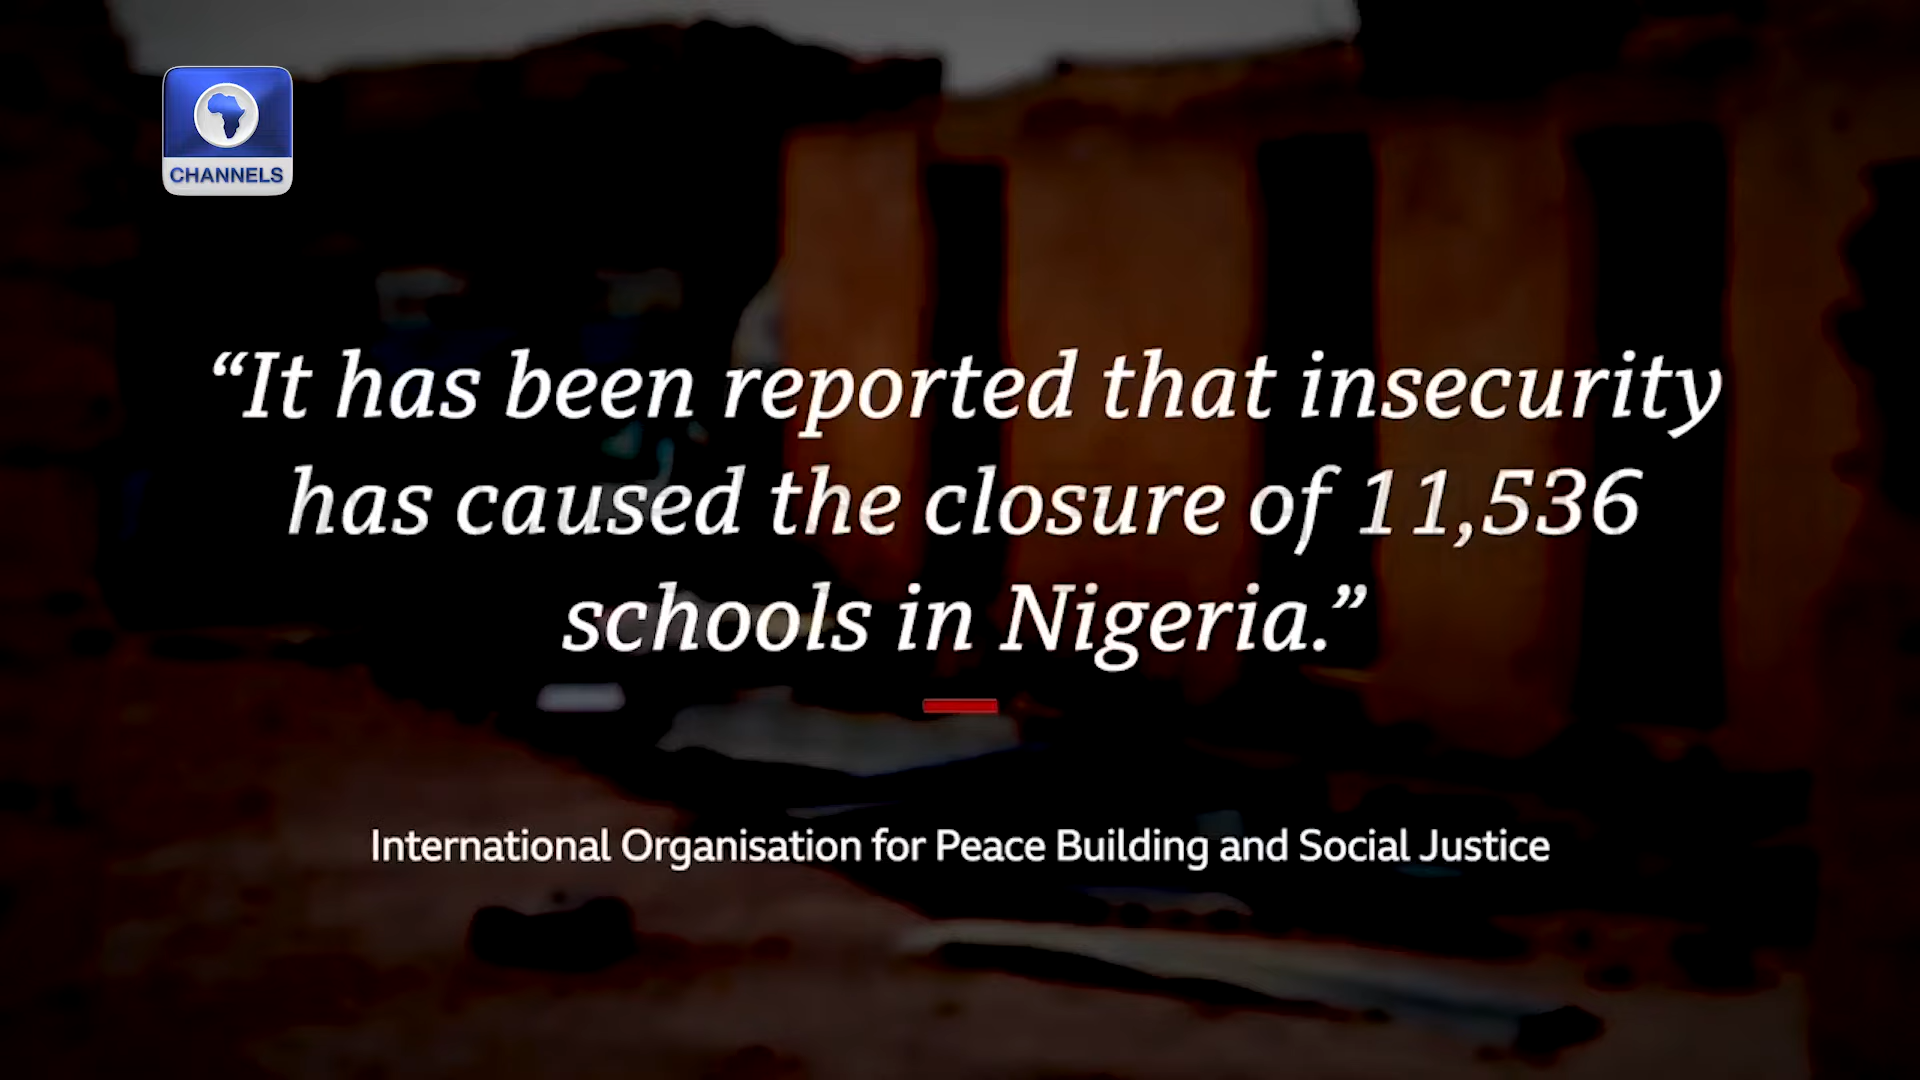 CHANNELS
“It has been reported that insecurity
has caused the closure of 11,536
schools in Nigeria.”
International Organisation for Peace Building and Social Justice